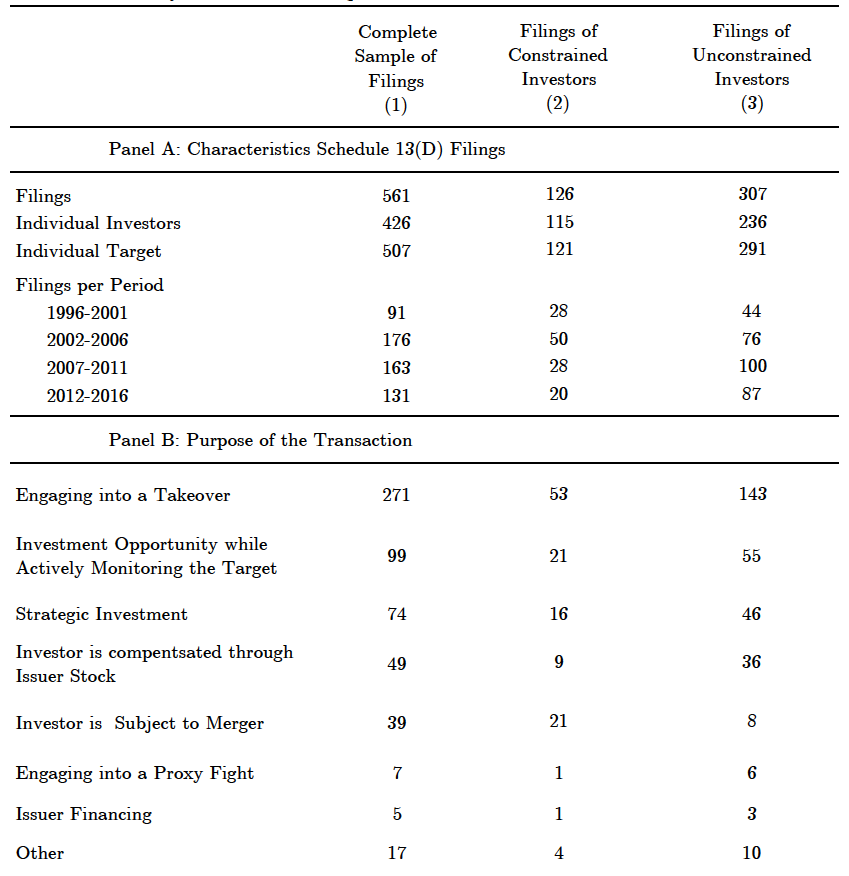 Complete Sample of Filings (1) Filings of Constrained Investors (2) Filings of Unconstrained Investors (3)
Panel A: Characteristics Schedule 13(D) Filings
Filings 561 126 307
Individual Investors 426 115 236
Individual Target 507 121 291
Filings per Period
1996-2001 91 28 44
2002-2006 176 50 76
2007-2011 163 28 100
2012-2016 131 20 87
Panel B: Purpose of the Transaction
Engaging into a Takeover 271 53 143
Investment Opportunity while
Actively Monitoring the Target 99 21 55
Strategic Investment 74 16 46
Investor is compentsated through
Issuer Stock 49 9 36
Investor is Subject to Merger 39 21 8
Engaging into a Proxy Fight 7 1 6
Issuer Financing 5 1 3
Other 17 4 10